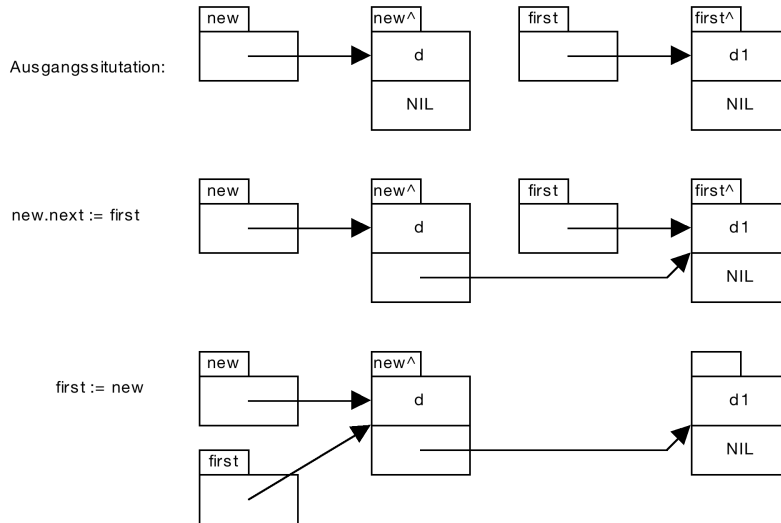 new
new^
first
first^
Ausgangssitutation:
d
d1
NIL
NIL
new
new^
first
first^
new.next := first
d
d1
NIL
new
new^
first := new
d
d1
first
NIL